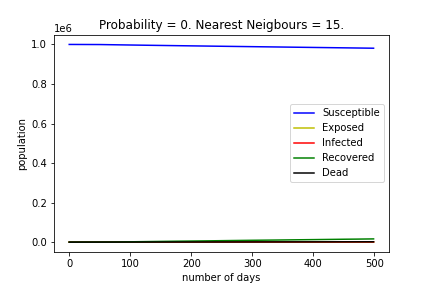 Probability = 0. Nearest Neigbours = 15.
1e6
1.0
0.8
0.6
0.4
0.2
0.0
population
Susceptible
Exposed
Infected
Recovered
Dead
0 100 200 300 400 500
number of days